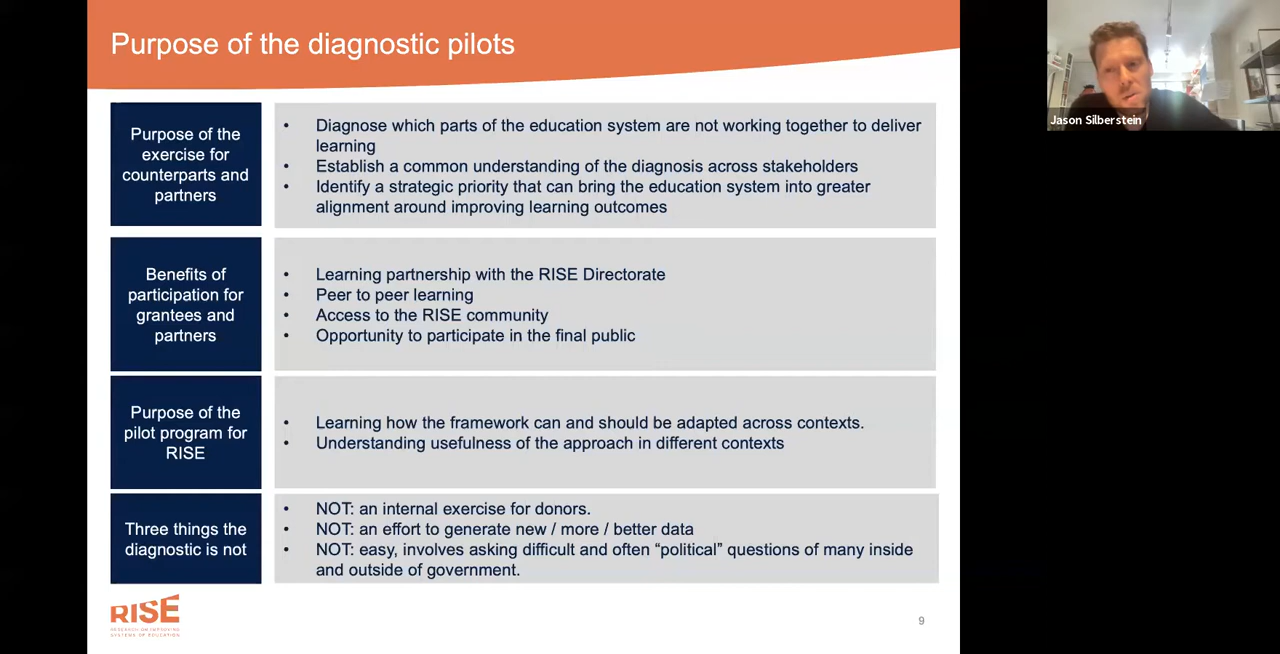 Purpose of the diagnostic pilots
Purpose of the
exercise for
counterparts and
partners
• Diagnose which parts of the education system are not working together to deliver
learning
• Establish a common understanding of the diagnosis across stakeholders
• Identify a strategic priority that can bring the education system into greater
alignment around improving learning outcomes
Benefits of
participation for
grantees and
partners
• Learning partnership with the RISE Directorate
• Peer to peer learning
• Access to the RISE community
• Opportunity to participate in the final public
Purpose of the
pilot program for
RISE
• Learning how the framework can and should be adapted across contexts.
• Understanding usefulness of the approach in different contexts
Three things the
diagnostic is not
• NOT: an internal exercise for donors.
• NOT: an effort to generate new / more / better data
• NOT: easy, involves asking difficult and often “political” questions of many inside
and outside of government.
RISE
RESEARCH ON IMPROVING
SYSTEMS OF EDUCATION
9
Jason Silberstein